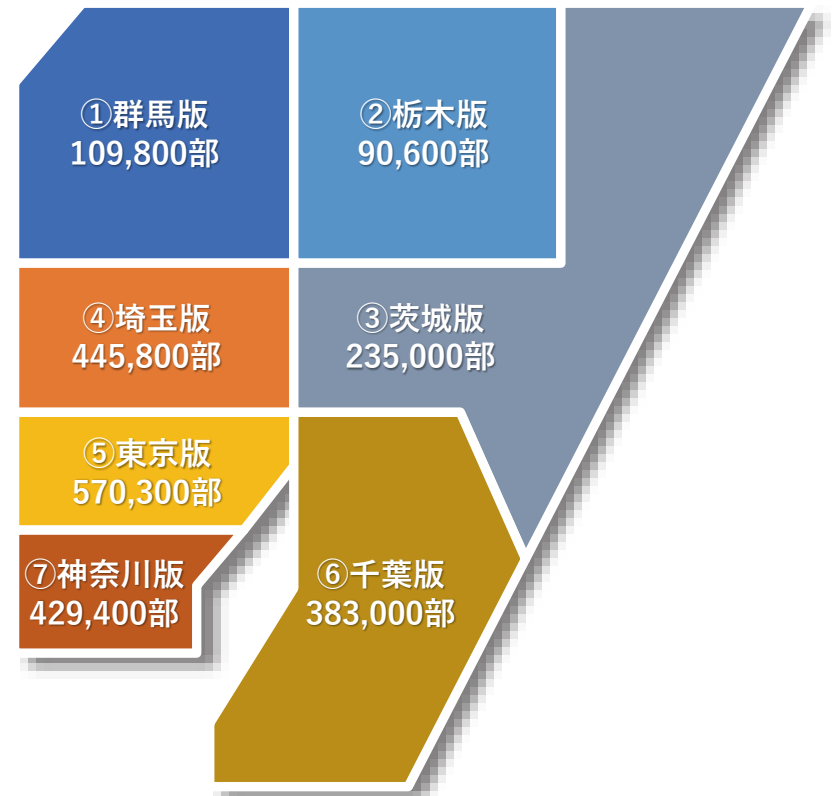 ①群馬版
109,800部
②栃木版
90,600部
④埼玉版
445,800部
③茨城版
235,000部
⑤東京版
570,300部
⑦神奈川版
429,400部
⑥千葉版
383,000部